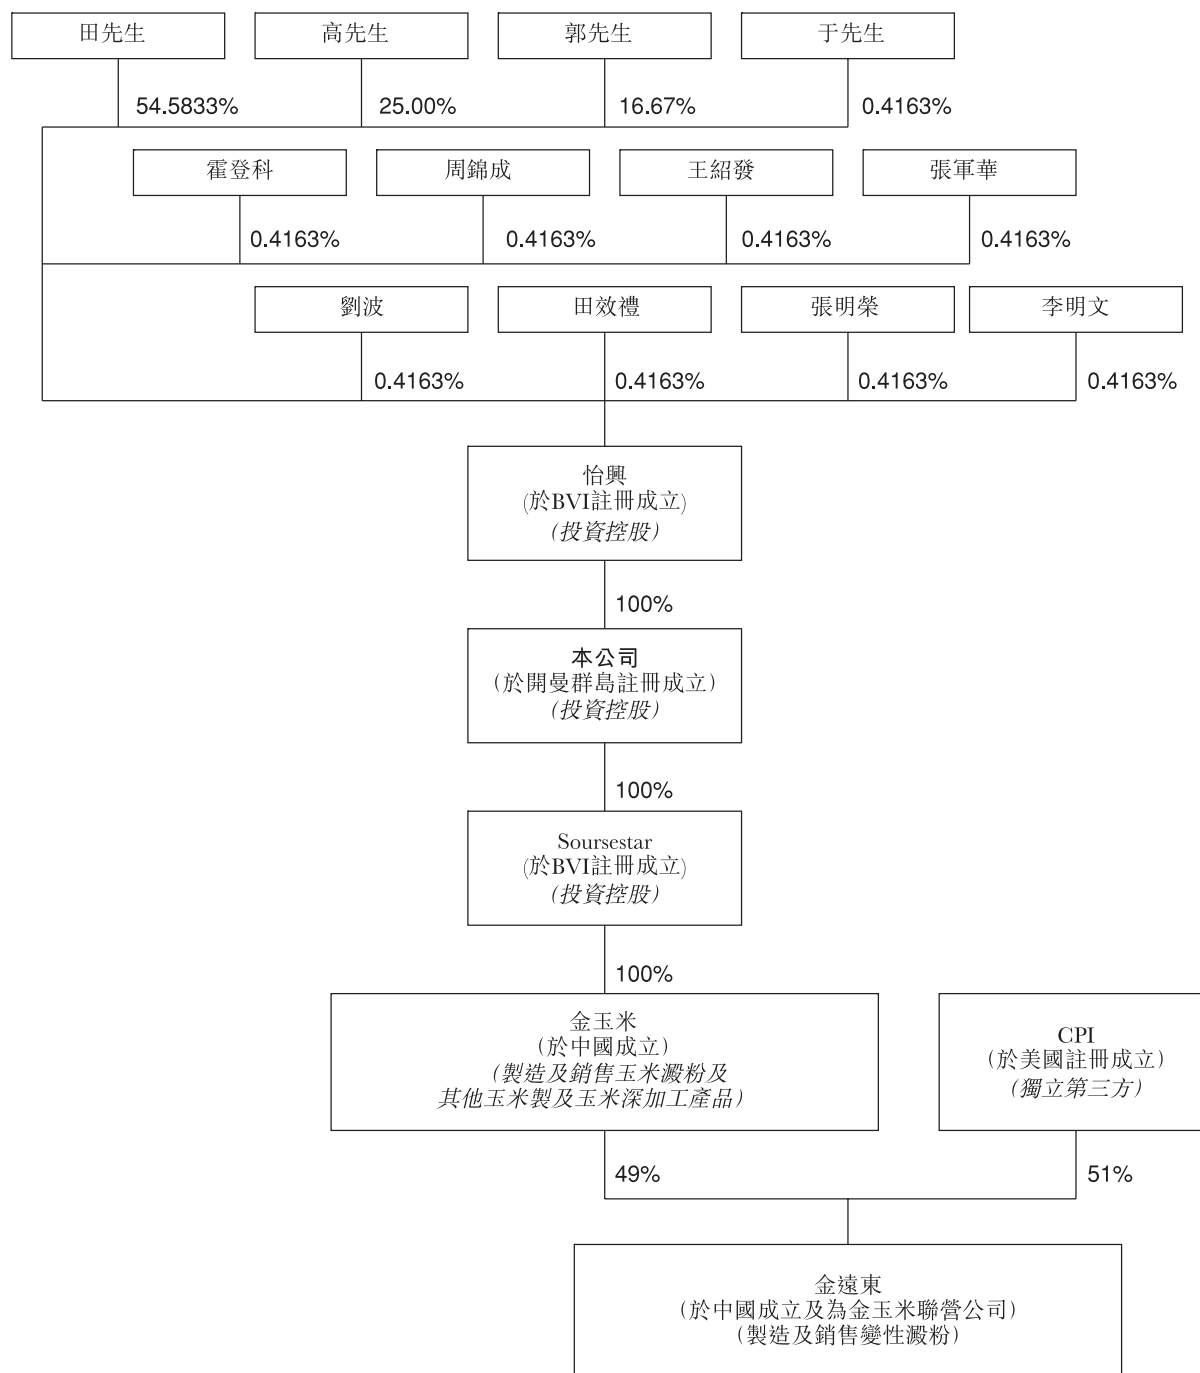 田先生
高先生
郭先生
于先生
54.5833%
25.00%
16.67%
0.4163%
霍登科
周錦成
王紹發
張軍華
0.4163%
0.4163%
0.4163%
0.4163%
劉波
田效禮
張明榮
李明文
0.4163%
0.4163%
0.4163%
0.4163%
怡興
(於BVI註冊成立)
(投資控股)
100%
本公司
(於開曼群島註冊成立)
(投資控股)
100%
Soursestar
(於BVI註冊成立)
(投資控股)
100%
金玉米
(於中國成立)
(製造及銷售玉米澱粉及
其他玉米製及玉米深加工產品)
CPI
(於美國註冊成立)
(獨立第三方)
49%
51%
金遠東
(於中國成立及為金玉米聯營公司)
(製造及銷售變性澱粉)